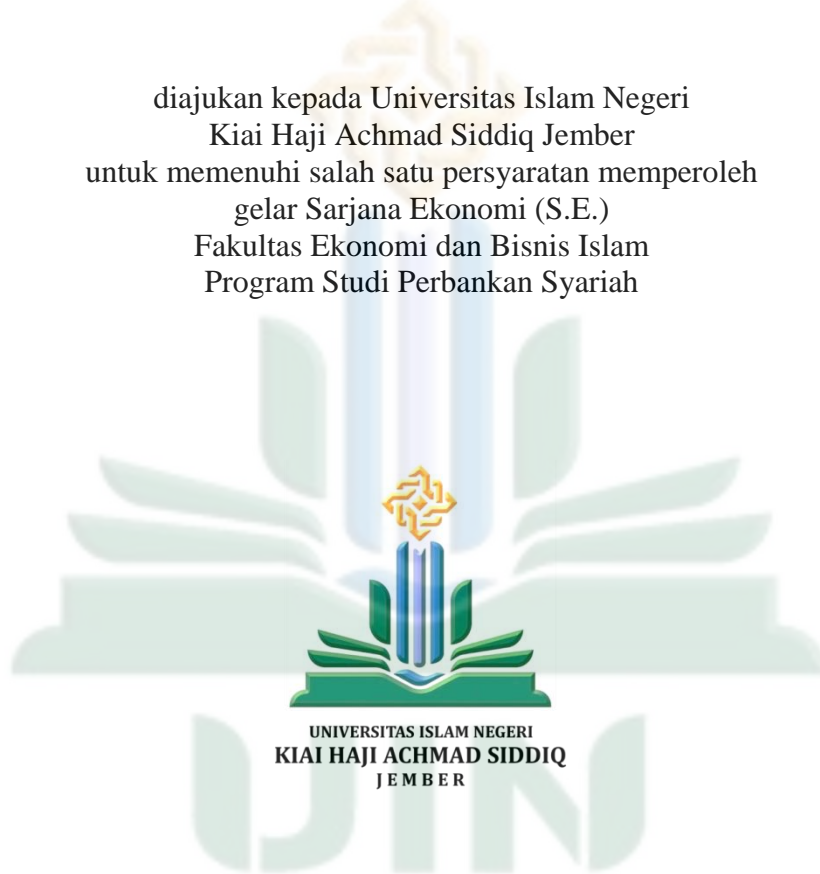 diajukan kepada Universitas Islam Negeri
Kiai Haji Achmad Siddiq Jember
untuk memenuhi salah satu persyaratan memperoleh
gelar Sarjana Ekonomi (S.E.)
Fakultas Ekonomi dan Bisnis Islam
Program Studi Perbankan Syariah
UNIVERSITAS ISLAM NEGERI
KIAI HAJI ACHMAD SIDDIQ
JEMBER
UIN